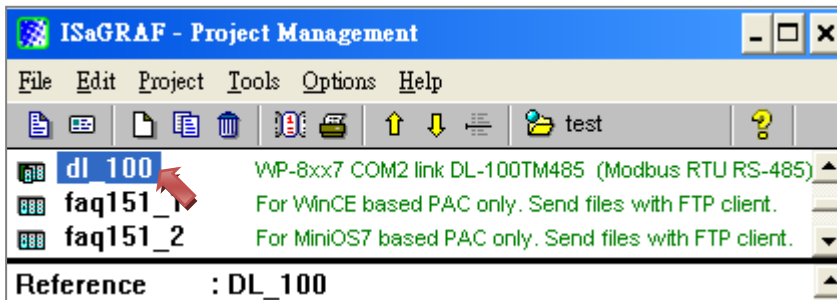 ISaGRAF - Project Management
File Edit Project Tools Options Help
test
dl_100 WP-8xx7 COM2 link DL-100TM485 (Modbus RTU RS-485)
faq151_1 For WinCE based PAC only. Send files with FTP client.
faq151_2 For MiniOS7 based PAC only. Send files with FTP client.
Reference : DL_100